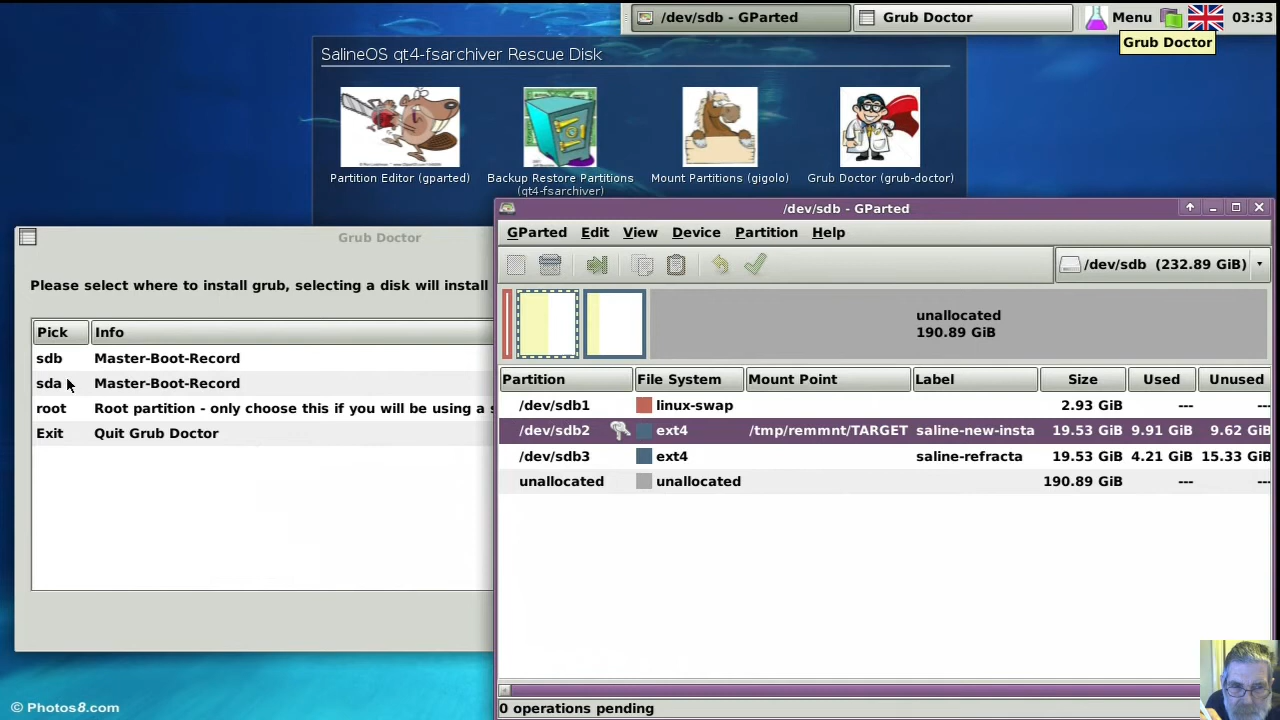 /dev/sdb - GParted
Grub Doctor
Menu
03:33
Grub Doctor
SalineOS qt4-fsarchiver Rescue Disk
Partition Editor (gparted)
Backup Restore Partitions
(qt4-fsarchiver)
Mount Partitions (gigolo)
Grub Doctor (grub-doctor)
Grub Doctor
Please select where to install grub, selecting a disk will install
Pick Info
sdb Master-Boot-Record
sda Master-Boot-Record
root Root partition - only choose this if you will be using a s
Exit Quit Grub Doctor
/dev/sdb - GParted
GParted Edit View Device Partition Help
/dev/sdb (232.89 GiB)
unallocated
190.89 GiB
Partition File System Mount Point Label Size Used Unused
/dev/sdb1 linux-swap 2.93 GiB --- ---
/dev/sdb2 ext4 /tmp/remmnt/TARGET saline-new-insta 19.53 GiB 9.91 GiB 9.62 GiB
/dev/sdb3 ext4 saline-refracta 19.53 GiB 4.21 GiB 15.33 GiB
unallocated unallocated 190.89 GiB --- ---
0 operations pending
© Photos8.com